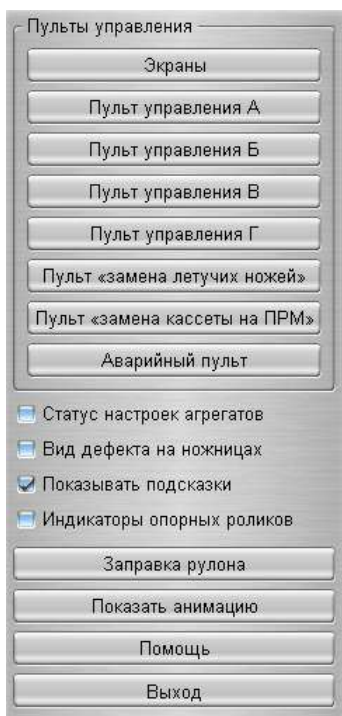 Пульты управления
Экраны
Пульт управления А
Пульт управления Б
Пульт управления В
Пульт управления Г
Пульт «замена летучих ножей»
Пульт «замена кассеты на ПРМ»
Аварийный пульт
Статус настроек агрегатов
Вид дефекта на ножницах
Показывать подсказки
Индикаторы опорных роликов
Заправка рулона
Показать анимацию
Помощь
Выход